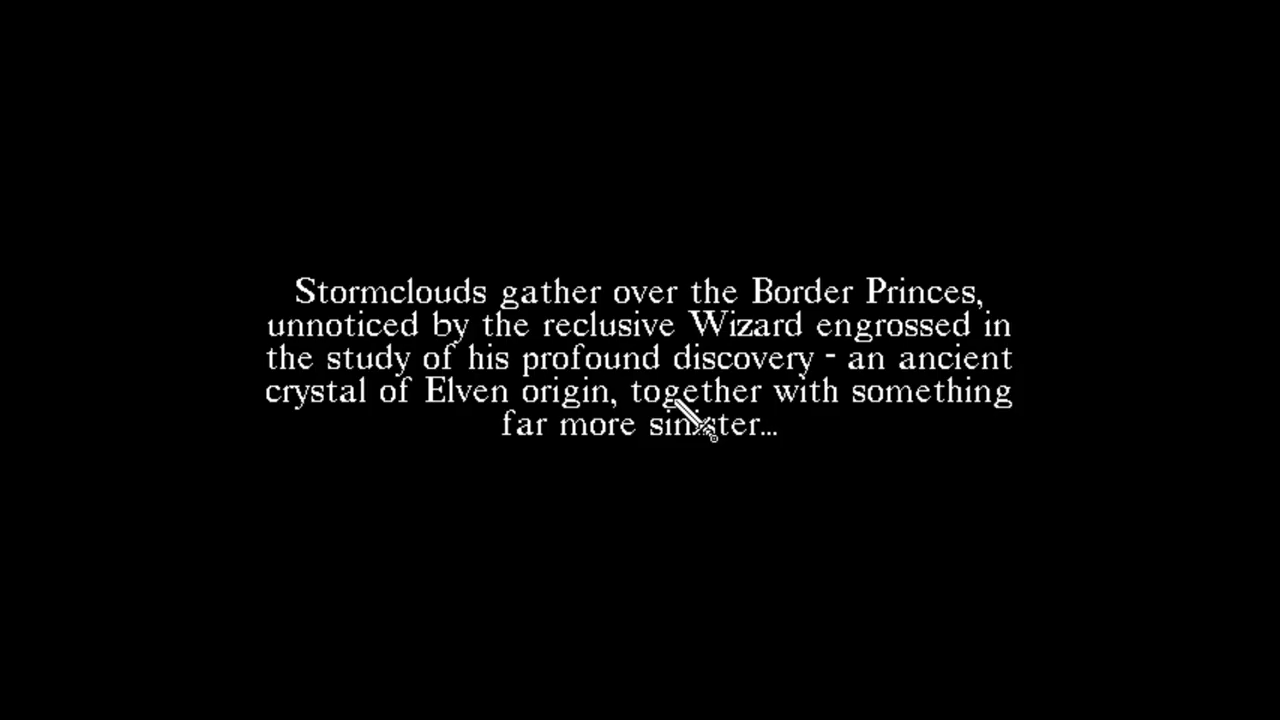 Stormclouds gather over the Border Princes,
unnoticed by the reclusive Wizard engrossed in
the study of his profound discovery - an ancient
crystal of Elven origin, together with something
far more sinister...